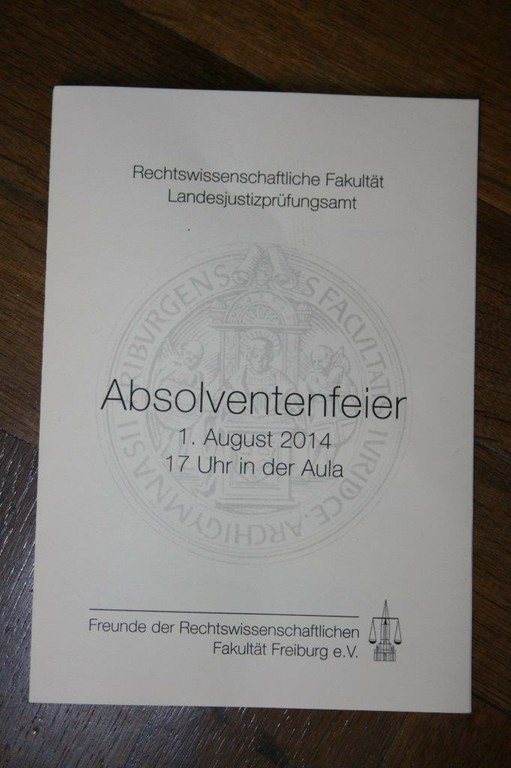 Rechtswissenschaftliche Fakultät
Landesjustizprüfungsamt
Absolventenfeier
1. August 2014
17 Uhr in der Aula
Freunde der Rechtswissenschaftlichen
Fakultät Freiburg e.V.